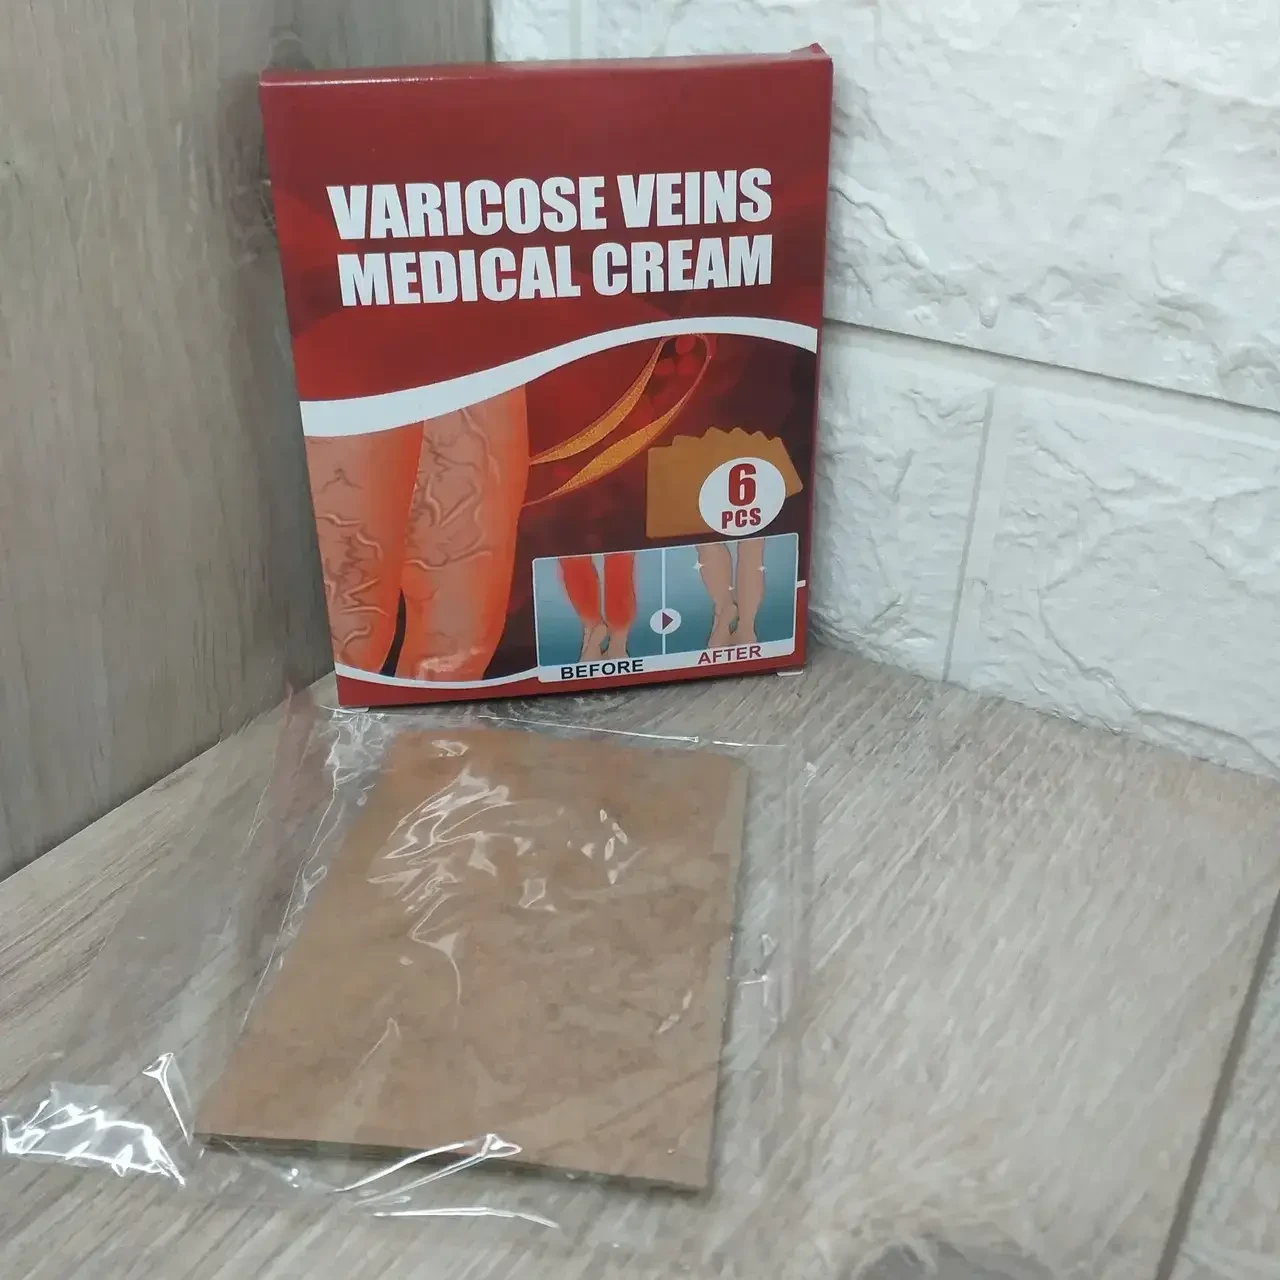 VARICOSE VEINS
MEDICAL CREAM
6
PCS
BEFORE
AFTER